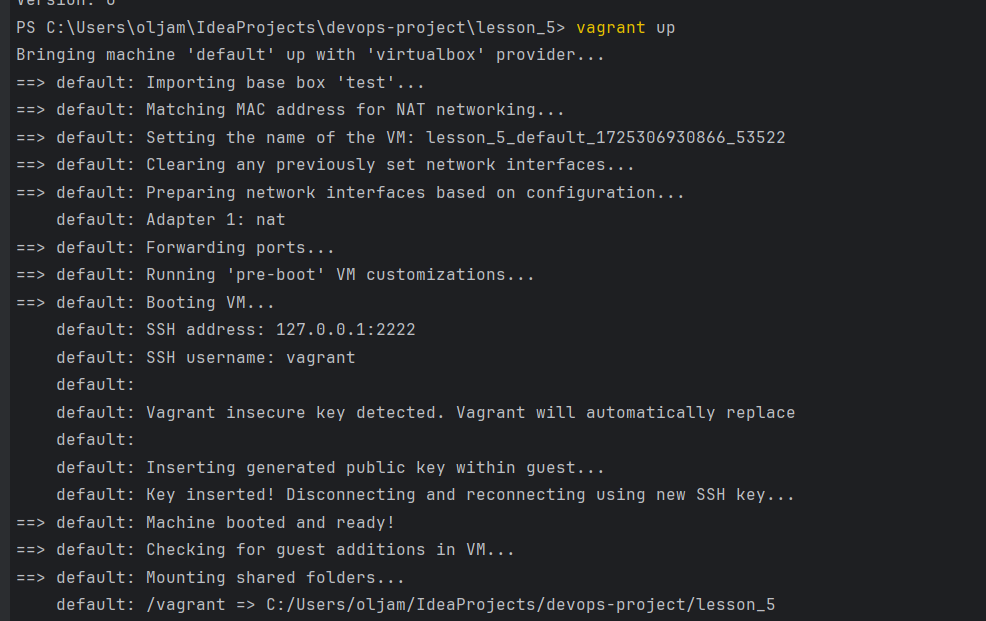 version: 0
PS C:\Users\oljam\IdeaProjects\devops-project\lesson_5> vagrant up
Bringing machine 'default' up with 'virtualbox' provider...
==> default: Importing base box 'test'...
==> default: Matching MAC address for NAT networking...
==> default: Setting the name of the VM: lesson_5_default_1725306930866_53522
==> default: Clearing any previously set network interfaces...
==> default: Preparing network interfaces based on configuration...
    default: Adapter 1: nat
==> default: Forwarding ports...
==> default: Running 'pre-boot' VM customizations...
==> default: Booting VM...
    default: SSH address: 127.0.0.1:2222
    default: SSH username: vagrant
    default:
    default: Vagrant insecure key detected. Vagrant will automatically replace
    default:
    default: Inserting generated public key within guest...
    default: Key inserted! Disconnecting and reconnecting using new SSH key...
==> default: Machine booted and ready!
==> default: Checking for guest additions in VM...
==> default: Mounting shared folders...
    default: /vagrant => C:/Users/oljam/IdeaProjects/devops-project/lesson_5